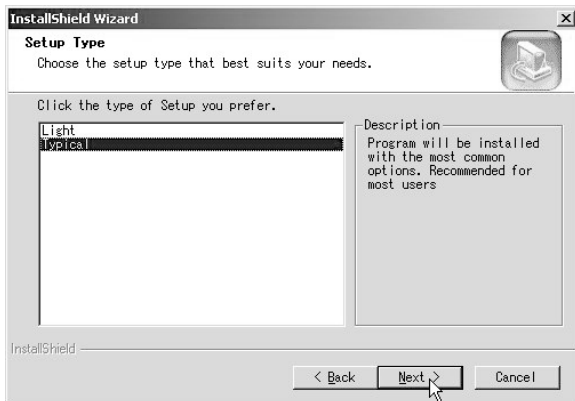 InstallShield Wizard
Setup Type
Choose the setup type that best suits your needs.
Click the type of Setup you prefer.
Light
Typical
Description
Program will be installed
with the most common
options. Recommended for
most users
InstallShield
< Back
Next >
Cancel